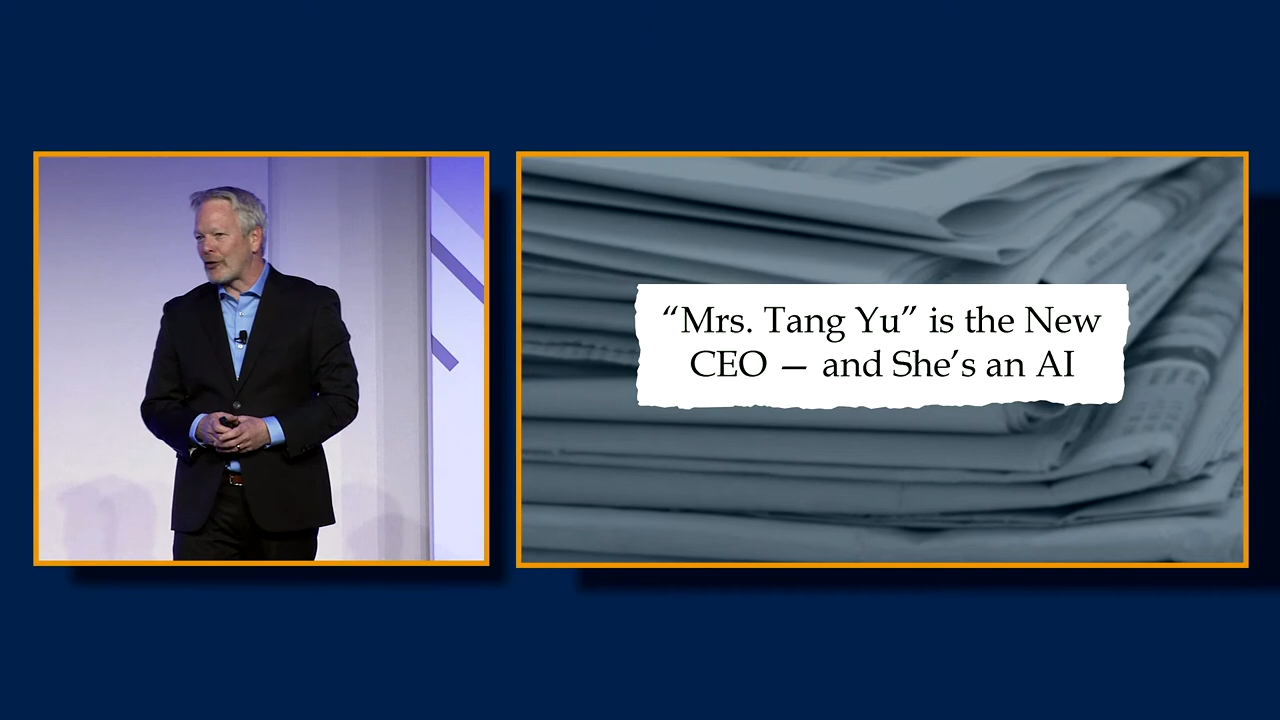 “Mrs. Tang Yu” is the New
CEO — and She’s an AI